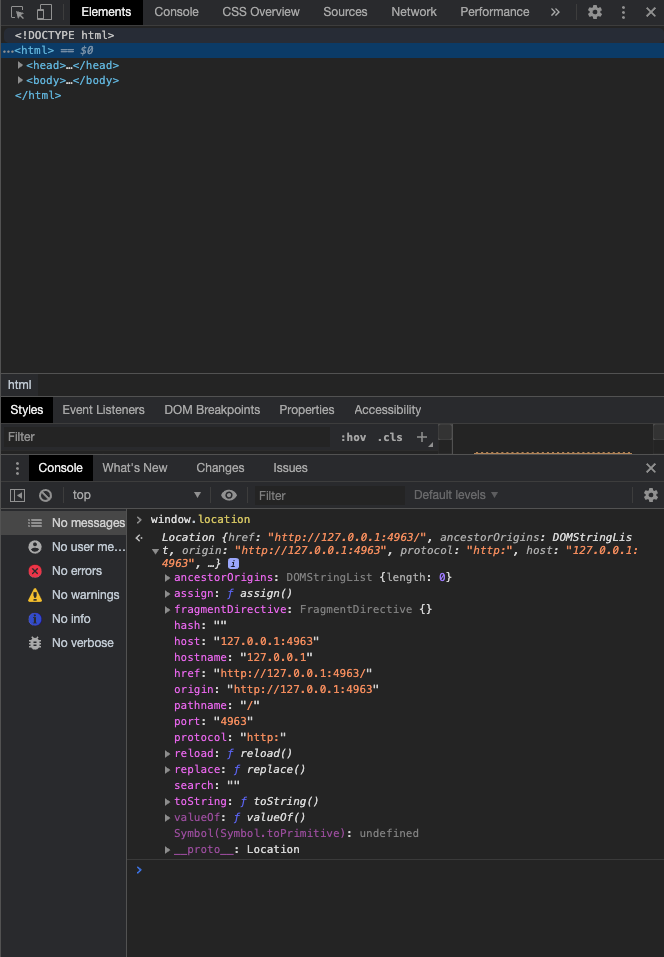 Elements Console CSS Overview Sources Network Performance »
<!DOCTYPE html>
…<html> == $0
<head>…</head>
<body>…</body>
</html>
html
Styles Event Listeners DOM Breakpoints Properties Accessibility
Filter :hov .cls +
Console What's New Changes Issues
top Filter Default levels
No messages
No user me...
No errors
No warnings
No info
No verbose
> window.location
Location {href: "http://127.0.0.1:4963/", ancestorOrigins: DOMStringLis
t, origin: "http://127.0.0.1:4963", protocol: "http:", host: "127.0.0.1:
4963", …} i
ancestorOrigins: DOMStringList {length: 0}
assign: ƒ assign()
fragmentDirective: FragmentDirective {}
hash: ""
host: "127.0.0.1:4963"
hostname: "127.0.0.1"
href: "http://127.0.0.1:4963/"
origin: "http://127.0.0.1:4963"
pathname: "/"
port: "4963"
protocol: "http:"
reload: ƒ reload()
replace: ƒ replace()
search: ""
toString: ƒ toString()
valueOf: ƒ valueOf()
Symbol(Symbol.toPrimitive): undefined
__proto__: Location
>